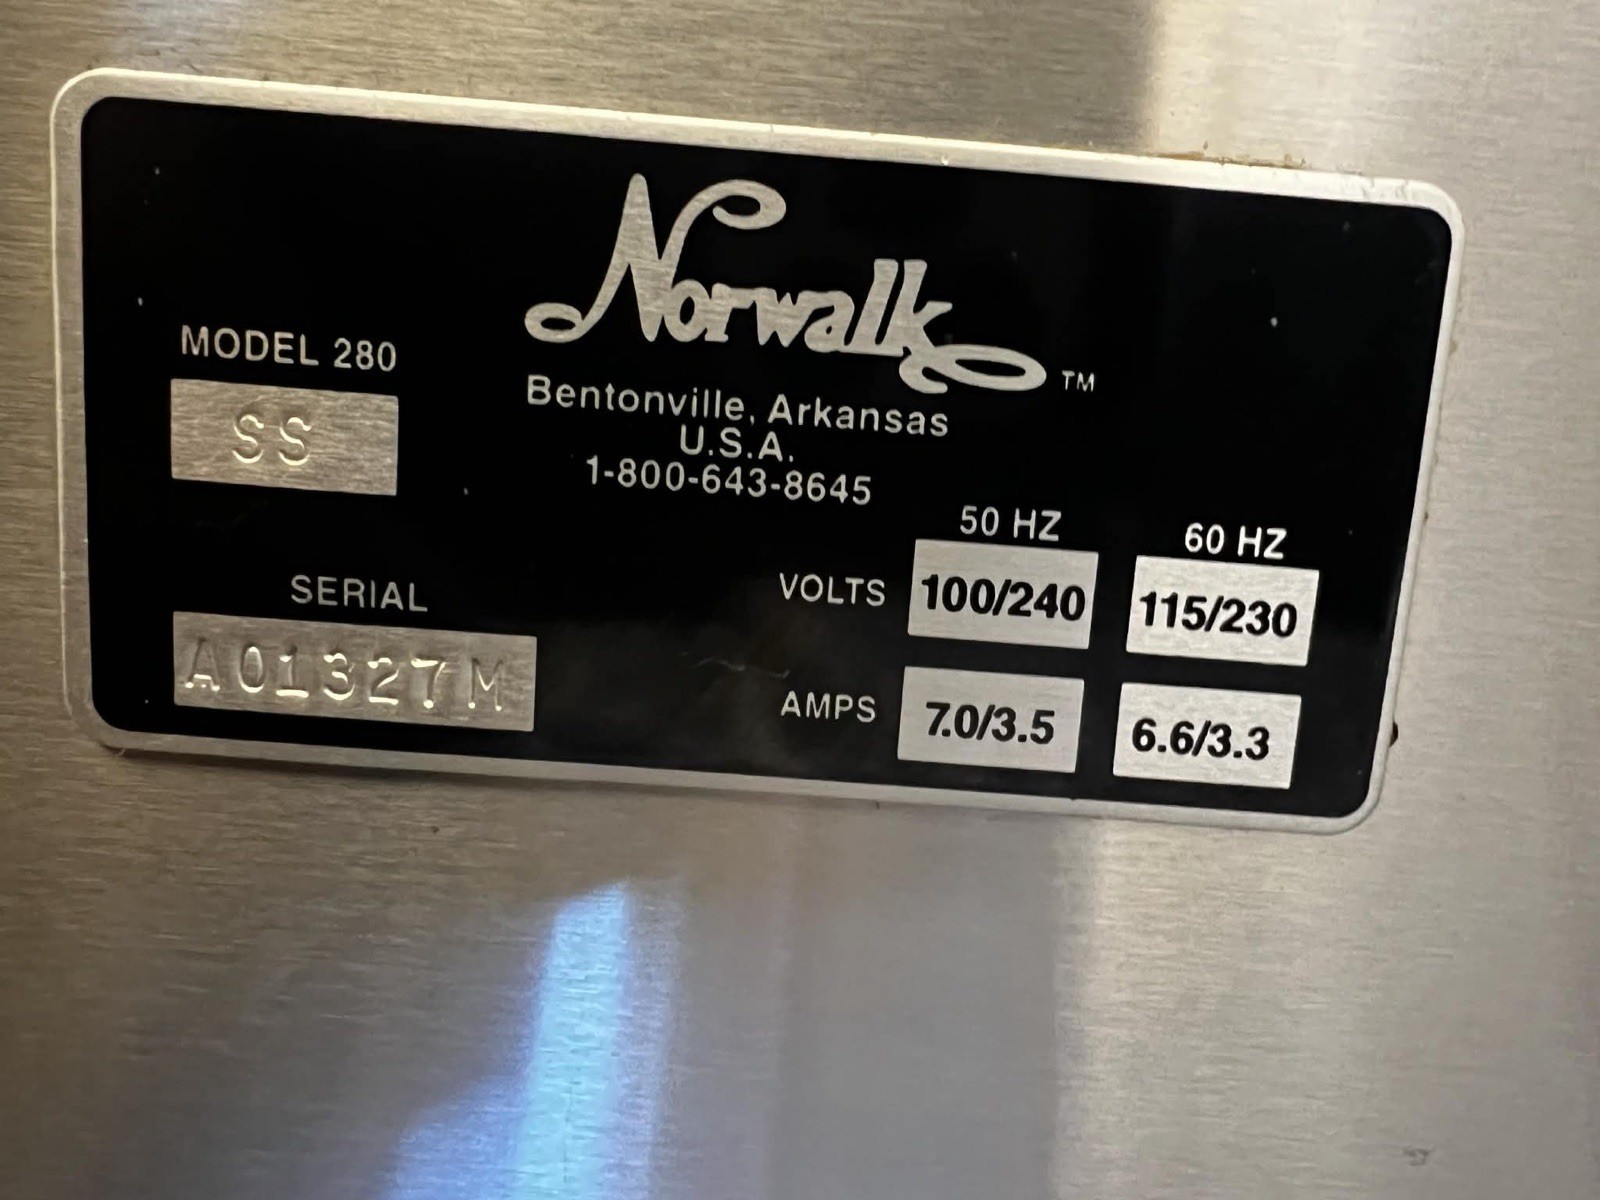 Norwalk™
Bentonville, Arkansas
U.S.A.
1-800-643-8645
MODEL 280
SS
SERIAL
A01327M
50 HZ 60 HZ
VOLTS 100/240 115/230
AMPS 7.0/3.5 6.6/3.3